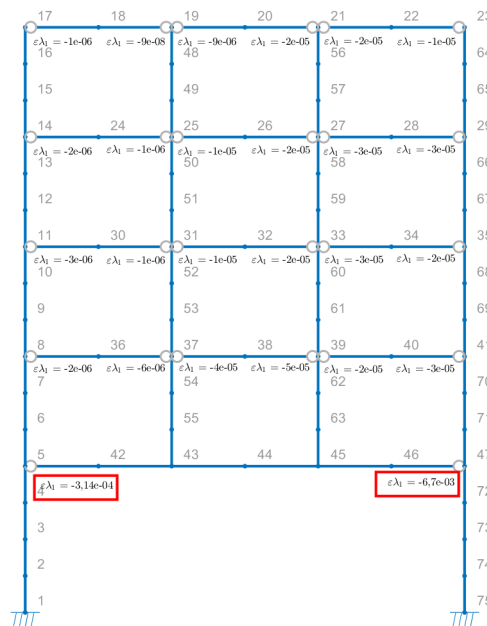 17 18 19 20 21 22 23
ελ₁ = -1e-06 ελ₁ = -9e-08 ελ₁ = -9e-06 ελ₁ = -2e-05 ελ₁ = -2e-05 ελ₁ = -1e-05
16 48 56 64
15 49 57 65
14 24 25 26 27 28 29
ελ₁ = -2e-06 ελ₁ = -1e-06 ελ₁ = -1e-05 ελ₁ = -2e-05 ελ₁ = -3e-05 ελ₁ = -3e-05
13 50 58 66
12 51 59 67
11 30 31 32 33 34 35
ελ₁ = -3e-06 ελ₁ = -1e-06 ελ₁ = -1e-05 ελ₁ = -2e-05 ελ₁ = -3e-05 ελ₁ = -2e-05
10 52 60 68
9 53 61 69
8 36 37 38 39 40 41
ελ₁ = -2e-06 ελ₁ = -6e-06 ελ₁ = -4e-05 ελ₁ = -5e-05 ελ₁ = -2e-05 ελ₁ = -3e-05
7 54 62 70
6 55 63 71
5 42 43 44 45 46 47
ελ₁ = -3,14e-04 ελ₁ = -6,7e-03
4 72
3 73
2 74
1 75